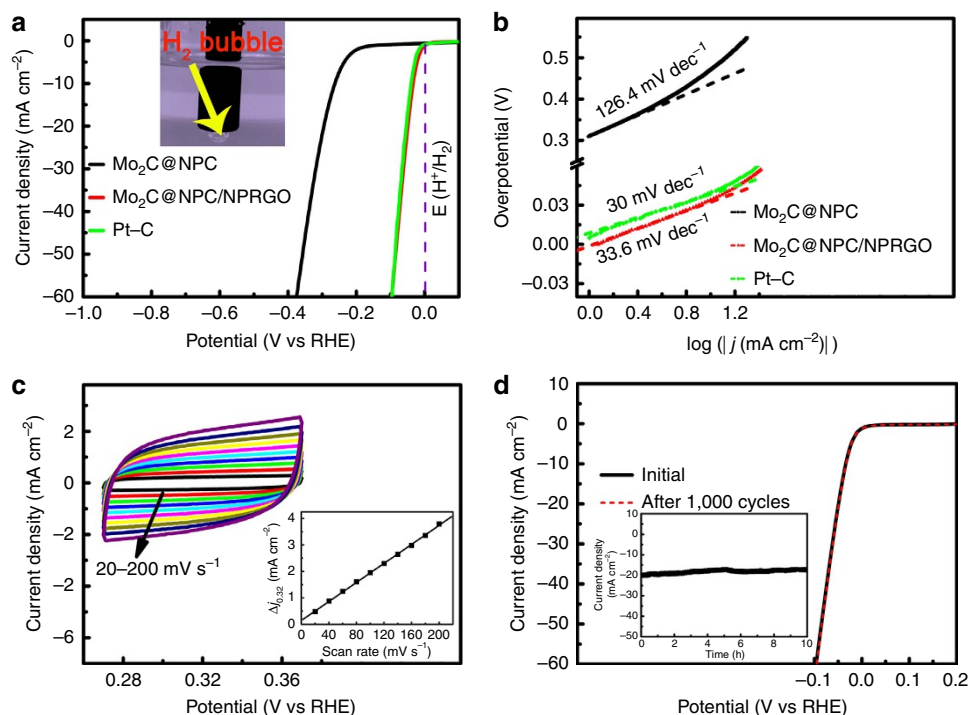 a
H₂ bubble
Current density (mA cm⁻²)
0
–10
–20
–30
–40
–50
–60
Mo₂C@NPC
Mo₂C@NPC/NPRGO
Pt–C
E (H⁺/H₂)
–1.0
–0.8
–0.6
–0.4
–0.2
0.0
Potential (V vs RHE)
b
Overpotential (V)
0.5
0.4
0.3
0.03
0.00
–0.03
126.4 mV dec⁻¹
30 mV dec⁻¹
33.6 mV dec⁻¹
Mo₂C@NPC
Mo₂C@NPC/NPRGO
Pt–C
0.0
0.4
0.8
1.2
log (| j (mA cm⁻²)|)
c
Current density (mA cm⁻²)
2
0
–2
–4
–6
20–200 mV s⁻¹
Δj₀.₃₂ (mA cm⁻²)
4
3
2
1
0
0 40 80 120 160 200
Scan rate (mV s⁻¹)
0.28
0.32
0.36
Potential (V vs RHE)
d
Current density (mA cm⁻²)
10
0
–10
–20
–30
–40
–50
–60
Initial
After 1,000 cycles
Current density
(mA cm⁻²)
10
5
0
–10
–20
–30
–40
–50
0 2 4 6 8 10
Time (h)
–0.1
0.0
0.1
0.2
Potential (V vs RHE)